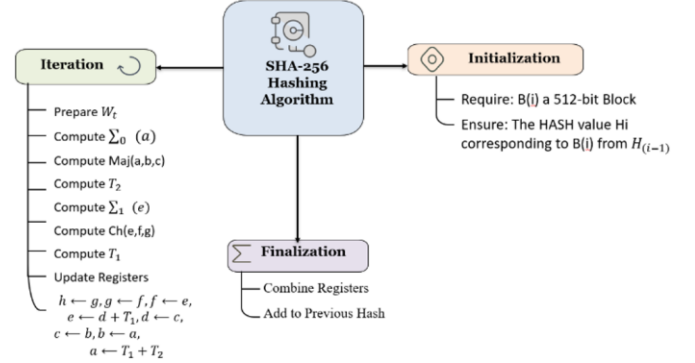 SHA-256
Hashing
Algorithm
Iteration
Prepare W_t
Compute ∑_0 (a)
Compute Maj(a,b,c)
Compute T_2
Compute ∑_1 (e)
Compute Ch(e,f,g)
Compute T_1
Update Registers
h ← g, g ← f, f ← e,
e ← d + T_1, d ← c,
c ← b, b ← a,
a ← T_1 + T_2
Initialization
Require: B(i) a 512-bit Block
Ensure: The HASH value Hi
corresponding to B(i) from H_(i−1)
∑ Finalization
Combine Registers
Add to Previous Hash